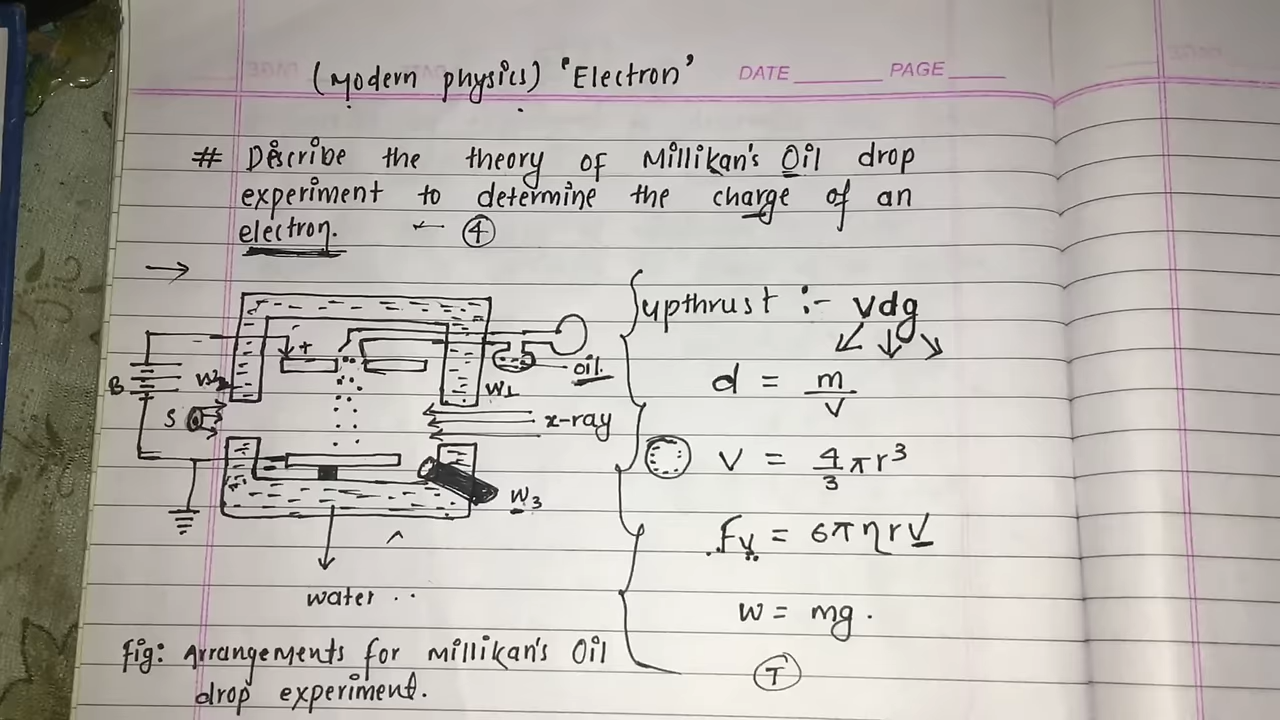 (Modern physics) 'Electron'
DATE PAGE
# Describe the theory of Millikan's Oil drop
experiment to determine the charge of an
electron. ← 4
→
upthrust :- vdg
+
oil.
B
W2
W1
d = m/v
S
x-ray
V = 4/3 πr³
W3
Fv = 6πηrV
water ..
W = mg.
fig: Arrangements for Millikan's Oil
drop experiment.
T